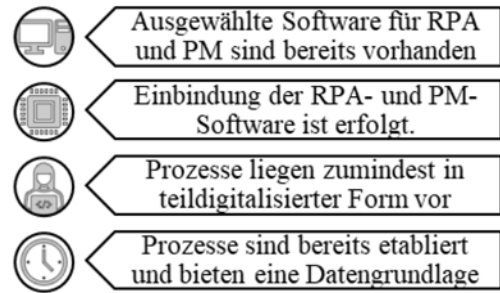 Ausgewählte Software für RPA
und PM sind bereits vorhanden
Einbindung der RPA- und PM-
Software ist erfolgt.
Prozesse liegen zumindest in
teildigitalisierter Form vor
Prozesse sind bereits etabliert
und bieten eine Datengrundlage